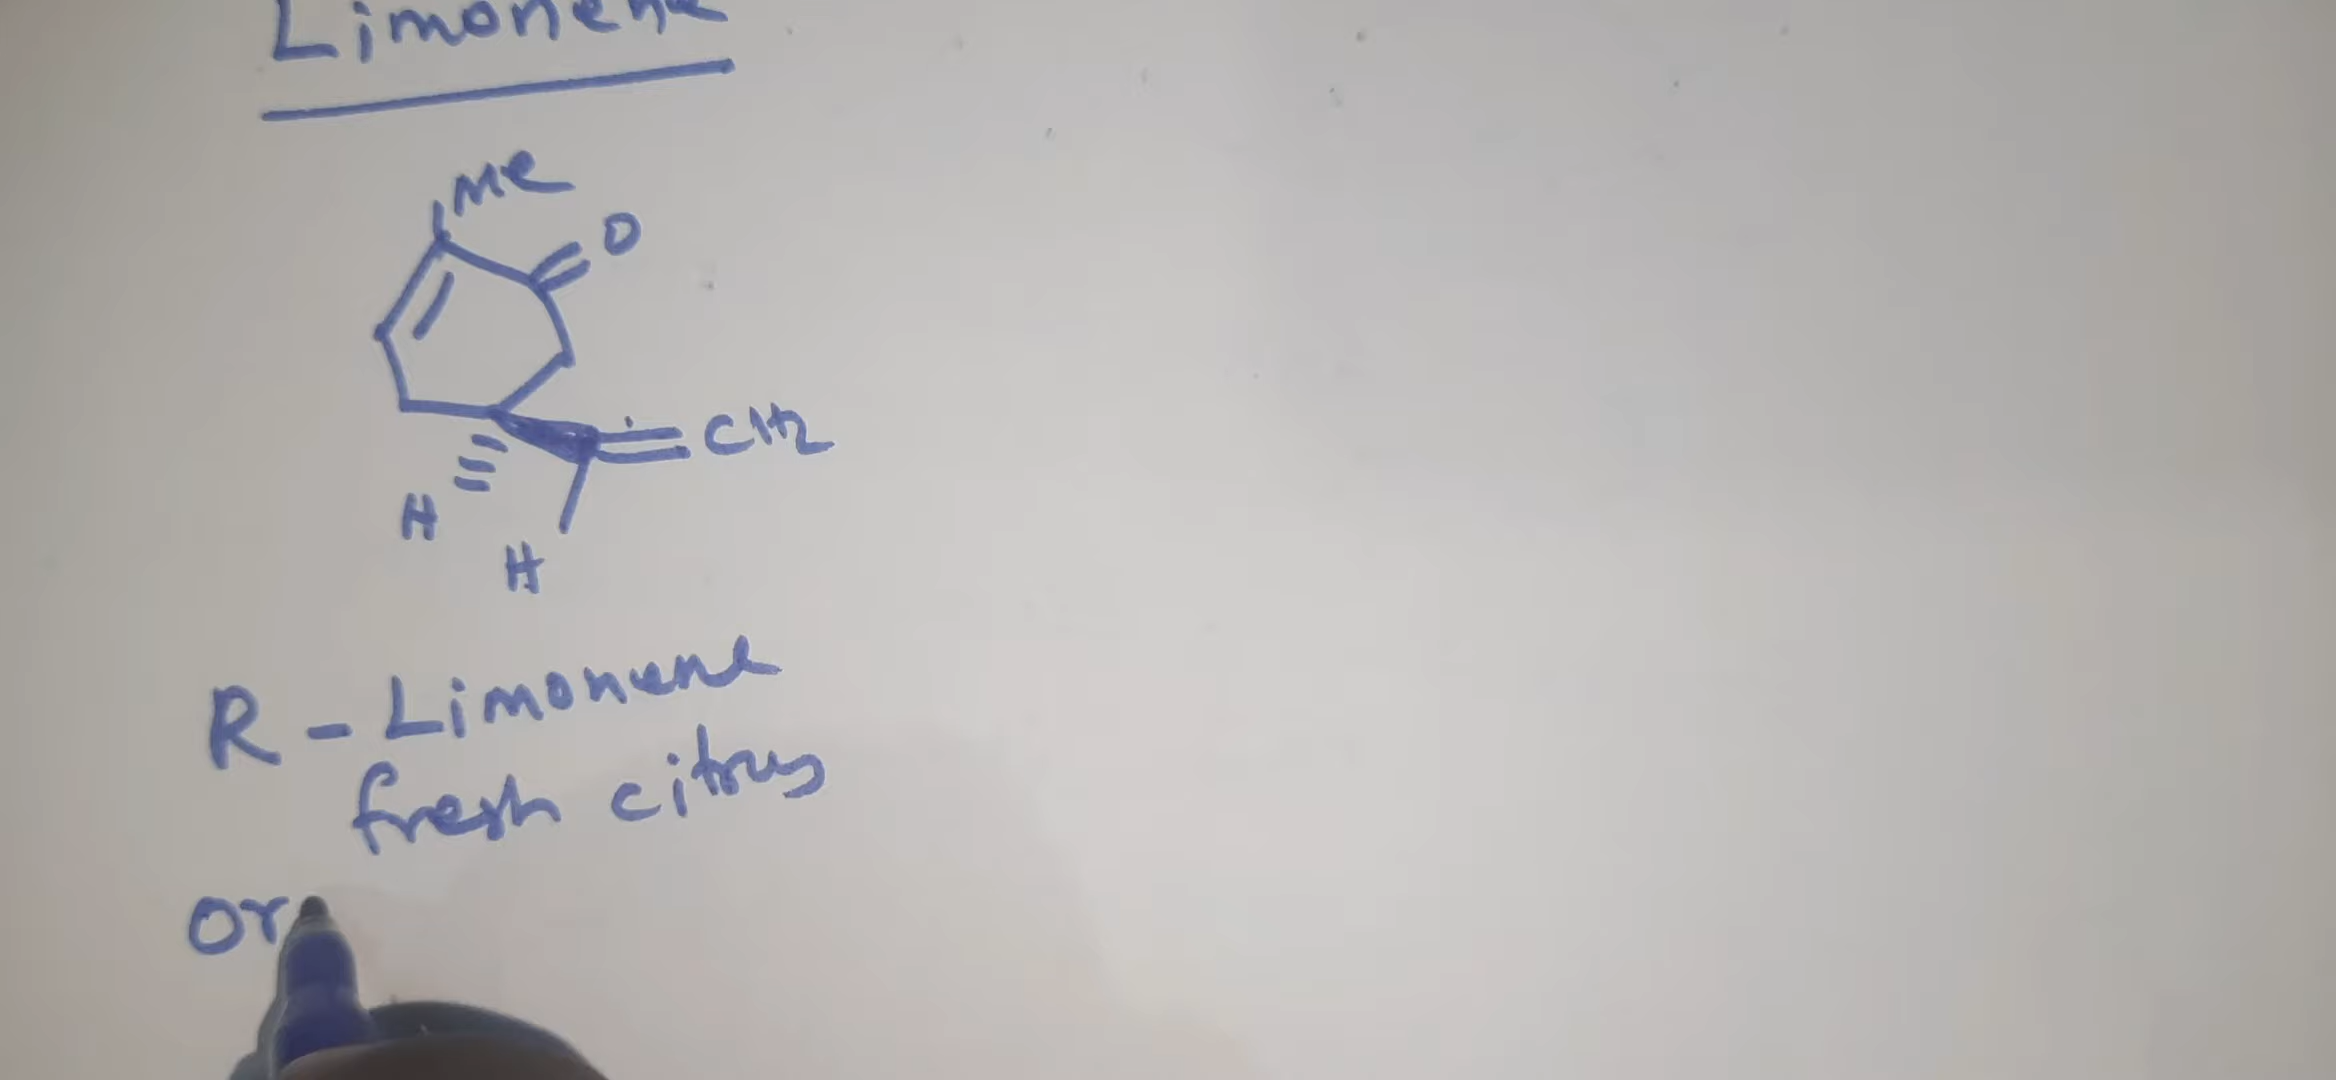 Limonene
Me
O
CH2
H
H
R - Limonene
fresh citrus
or